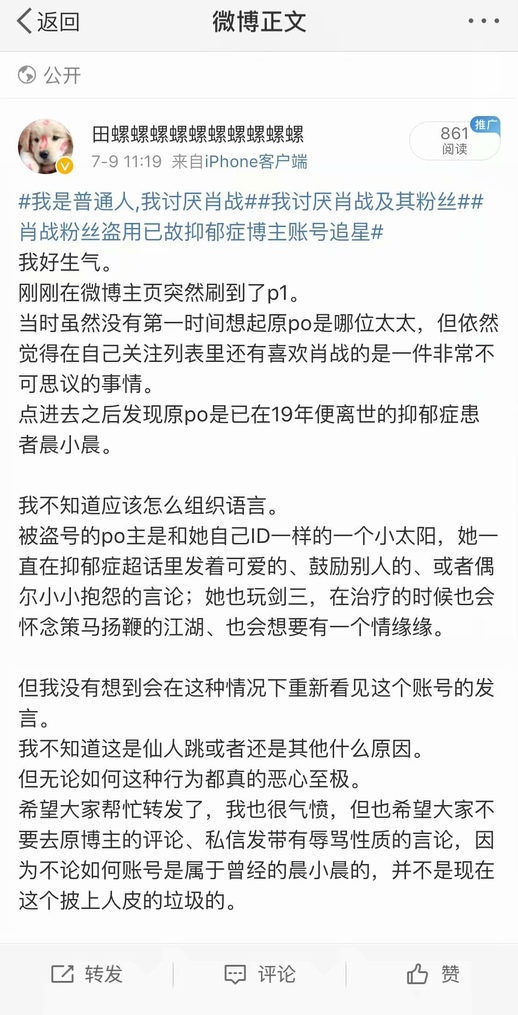 返回
微博正文
公开
田螺螺螺螺螺螺螺螺螺螺
推广
861
阅读
7-9 11:19 来自iPhone客户端
#我是普通人,我讨厌肖战##我讨厌肖战及其粉丝##
肖战粉丝盗用已故抑郁症博主账号追星#
我好生气。
刚刚在微博主页突然刷到了p1。
当时虽然没有第一时间想起原po是哪位太太，但依然
觉得在自己关注列表里还有喜欢肖战的是一件非常不
可思议的事情。
点进去之后发现原po是已在19年便离世的抑郁症患
者晨小晨。
我不知道应该怎么组织语言。
被盗号的po主是和她自己ID一样的一个小太阳，她一
直在抑郁症超话里发着可爱的、鼓励别人的、或者偶
尔小小抱怨的言论；她也玩剑三，在治疗的时候也会
怀念策马扬鞭的江湖、也会想要有一个情缘缘。
但我没有想到会在这种情况下重新看见这个账号的发
言。
我不知道这是仙人跳或者还是其他什么原因。
但无论如何这种行为都真的恶心至极。
希望大家帮忙转发了，我也很气愤，但也希望大家不
要去原博主的评论、私信发带有辱骂性质的言论，因
为不论如何账号是属于曾经的晨小晨的，并不是现在
这个披上人皮的垃圾的。
转发
评论
赞